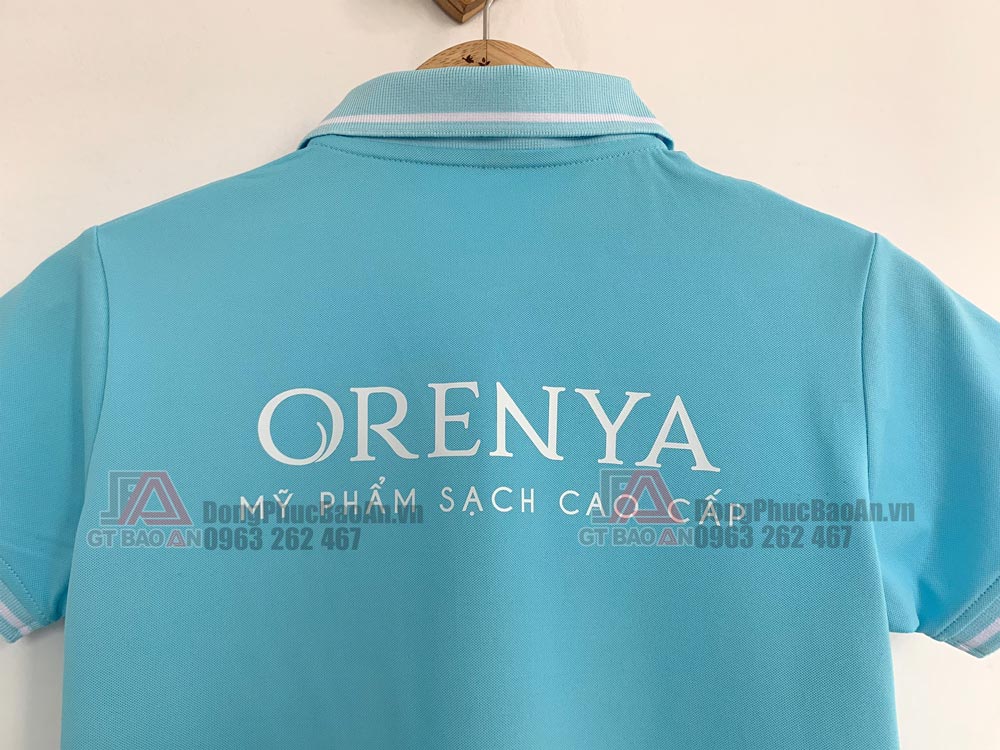 ORENYA
MỸ PHẨM SẠCH CAO CẤP
DongPhucBaoAn.vn
GT BAO AN
0963 262 467
DongPhucBaoAn.vn
GT BAO AN
0963 262 467